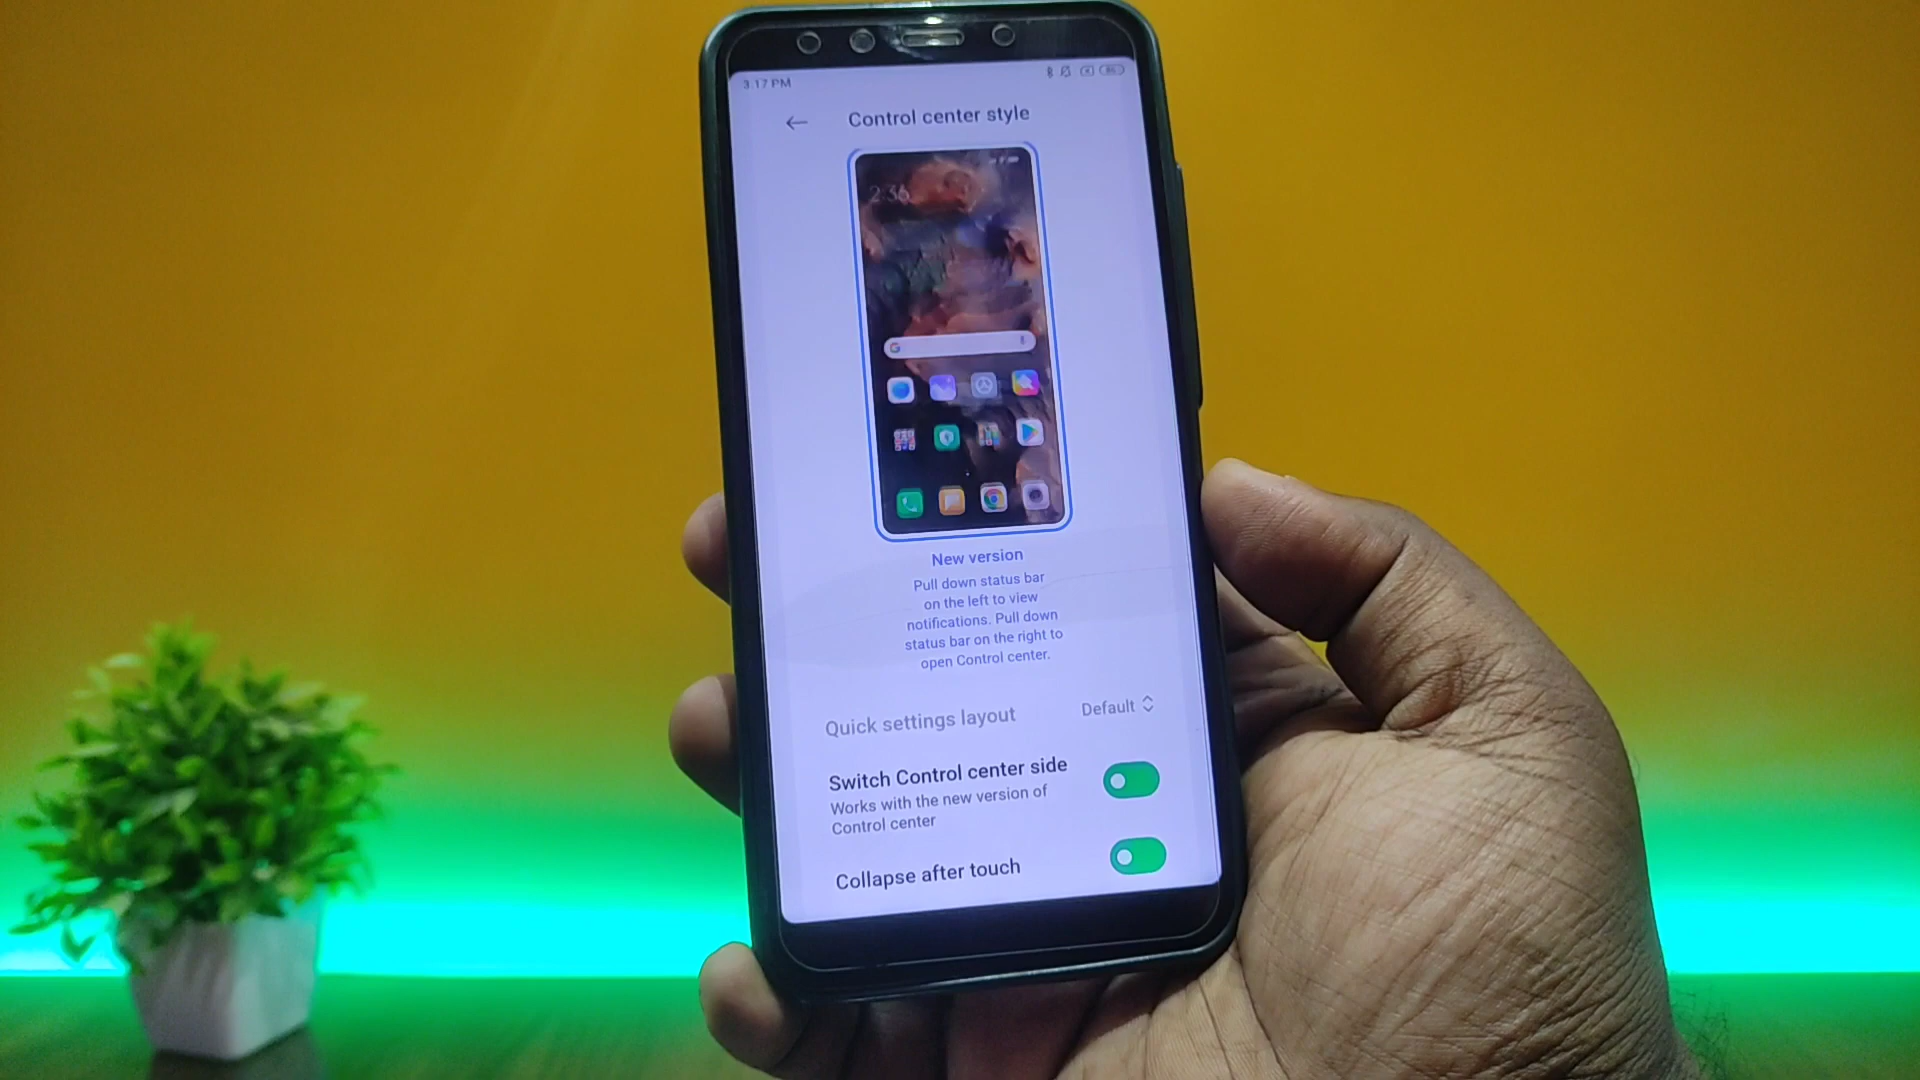 3:17 PM
Control center style
2:36
New version
Pull down status bar
on the left to view
notifications. Pull down
status bar on the right to
open Control center.
Quick settings layout Default
Switch Control center side
Works with the new version of
Control center
Collapse after touch